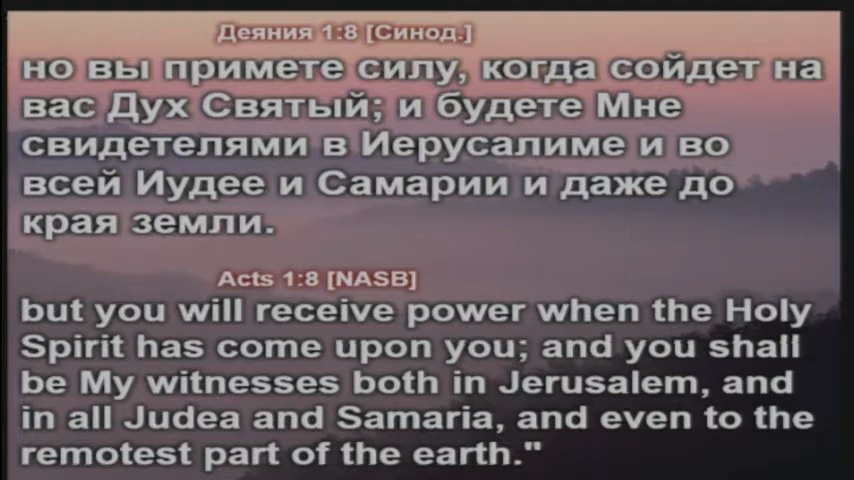 Деяния 1:8 [Синод.]
но вы примете силу, когда сойдет на
вас Дух Святый; и будете Мне
свидетелями в Иерусалиме и во
всей Иудее и Самарии и даже до
края земли.
Acts 1:8 [NASB]
but you will receive power when the Holy
Spirit has come upon you; and you shall
be My witnesses both in Jerusalem, and
in all Judea and Samaria, and even to the
remotest part of the earth."